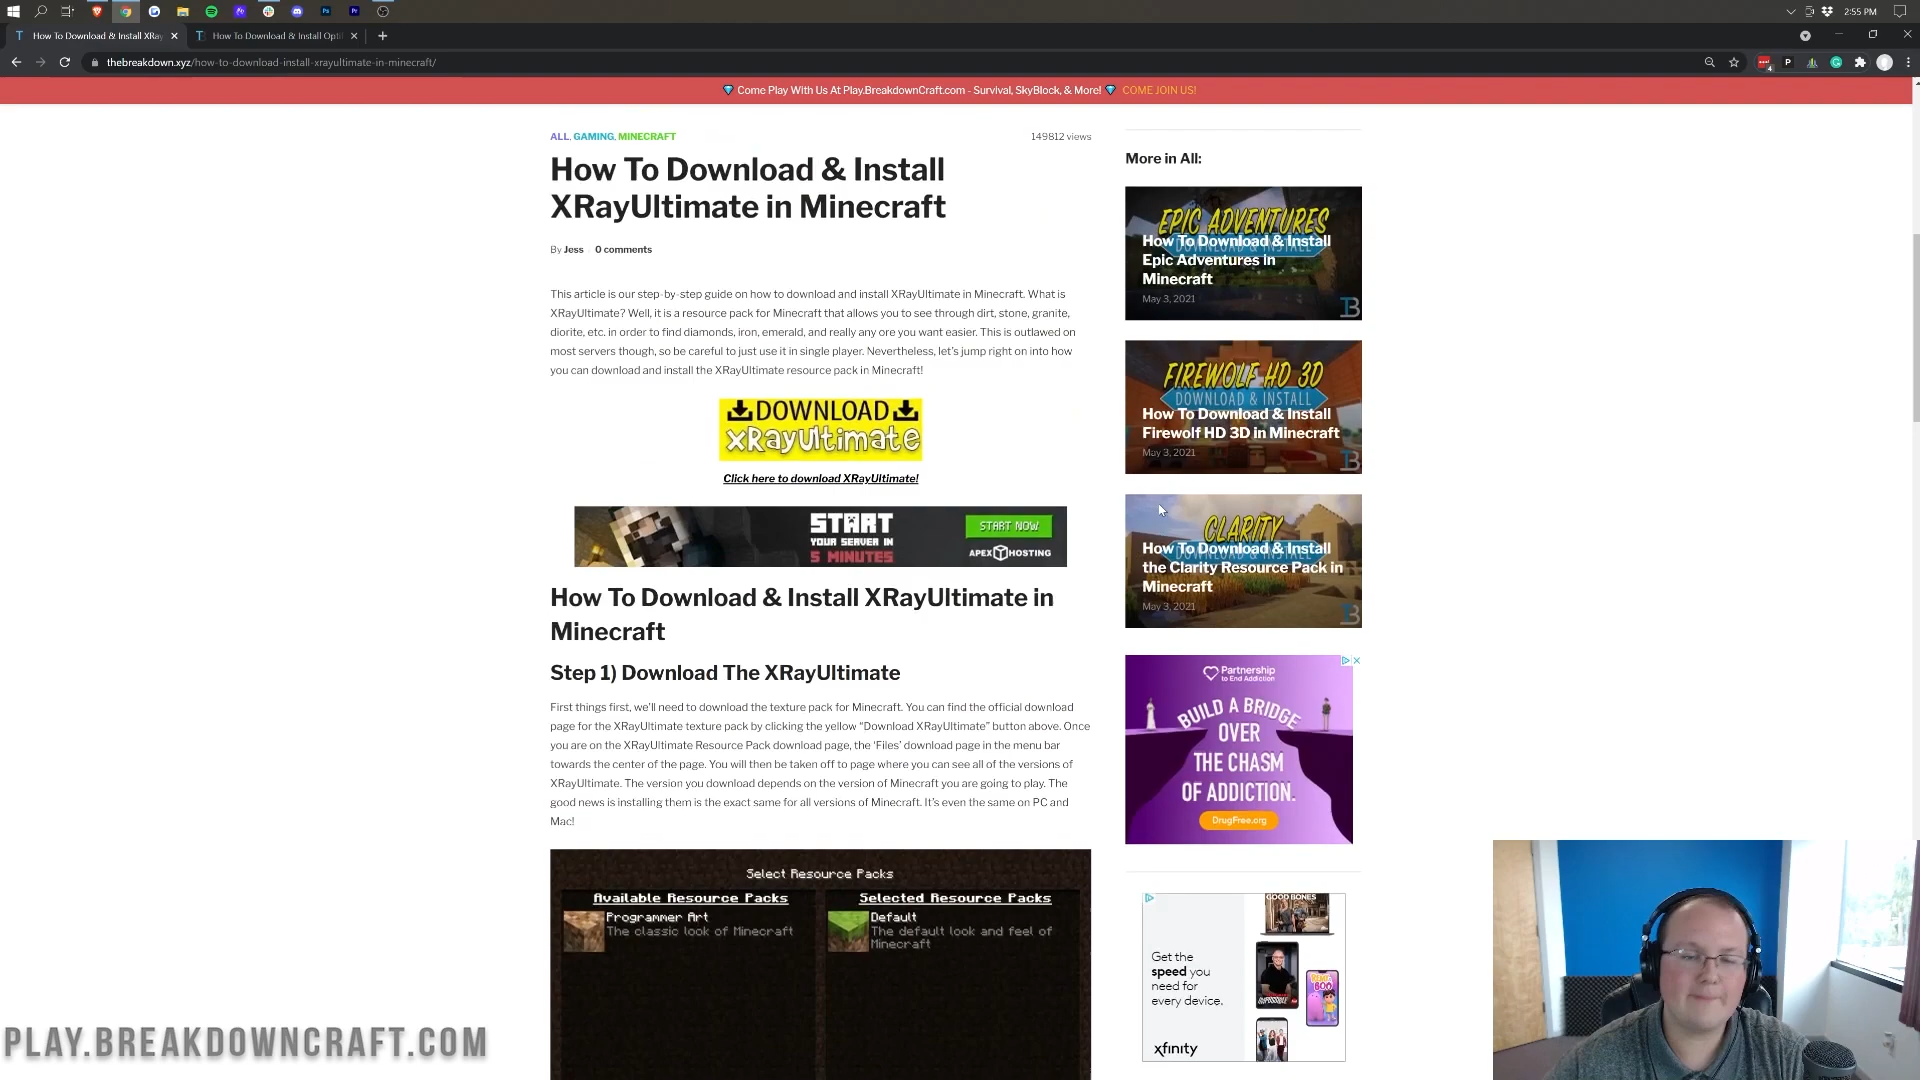 2:55 PM
How To Download & Install XRay
How To Download & Install Opti
thebreakdown.xyz/how-to-download-install-xrayultimate-in-minecraft/
Come Play With Us At Play.BreakdownCraft.com - Survival, SkyBlock, & More! COME JOIN US!
ALL, GAMING, MINECRAFT
149812 views
How To Download & Install
XRayUltimate in Minecraft
By Jess 0 comments
This article is our step-by-step guide on how to download and install XRayUltimate in Minecraft. What is
XRayUltimate? Well, it is a resource pack for Minecraft that allows you to see through dirt, stone, granite,
diorite, etc. in order to find diamonds, iron, emerald, and really any ore you want easier. This is outlawed on
most servers though, so be careful to just use it in single player. Nevertheless, let's jump right on into how
you can download and install the XRayUltimate resource pack in Minecraft!
DOWNLOAD
XRayUltimate
Click here to download XRayUltimate!
START
YOUR SERVER IN
5 MINUTES
START NOW
APEX HOSTING
How To Download & Install XRayUltimate in
Minecraft
Step 1) Download The XRayUltimate
First things first, we'll need to download the texture pack for Minecraft. You can find the official download
page for the XRayUltimate texture pack by clicking the yellow “Download XRayUltimate” button above. Once
you are on the XRayUltimate Resource Pack download page, the ‘Files’ download page in the menu bar
towards the center of the page. You will then be taken off to page where you can see all of the versions of
XRayUltimate. The version you download depends on the version of Minecraft you are going to play. The
good news is installing them is the exact same for all versions of Minecraft. It's even the same on PC and
Mac!
Select Resource Packs
Available Resource Packs
Programmer Art
The classic look of Minecraft
Selected Resource Packs
Default
The default look and feel of
Minecraft
More in All:
EPIC ADVENTURES
DOWNLOAD & INSTALL
How To Download & Install
Epic Adventures in
Minecraft
May 3, 2021
FIREWOLF HD 3D
DOWNLOAD & INSTALL
How To Download & Install
Firewolf HD 3D in Minecraft
May 3, 2021
CLARITY
DOWNLOAD & INSTALL
How To Download & Install
the Clarity Resource Pack in
Minecraft
May 3, 2021
Partnership
to End Addiction
BUILD A BRIDGE
OVER
THE CHASM
OF ADDICTION.
DrugFree.org
Get the
speed you
need for
every device.
xfinity
GOOD BONES
PLAY.BREAKDOWNCRAFT.COM